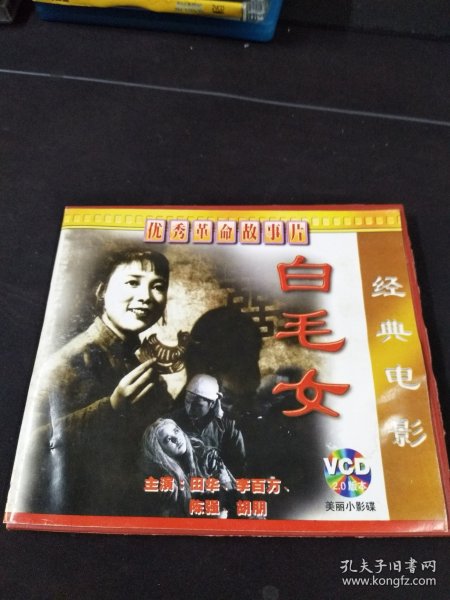 优秀革命故事片
白毛女
经典电影
主演：田华、李百万、
陈强 胡朋
VCD
2.0版本
美丽小影碟
孔夫子旧书网
www.kongfz.com